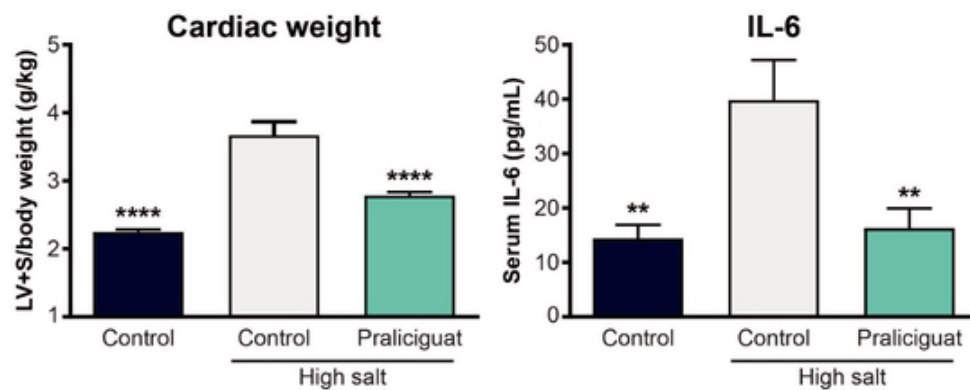 Cardiac weight
LV+S/body weight (g/kg)
5
4
3
2
1
****
****
Control
Control
Praliciguat
High salt
IL-6
Serum IL-6 (pg/mL)
50
40
30
20
10
0
**
**
Control
Control
Praliciguat
High salt